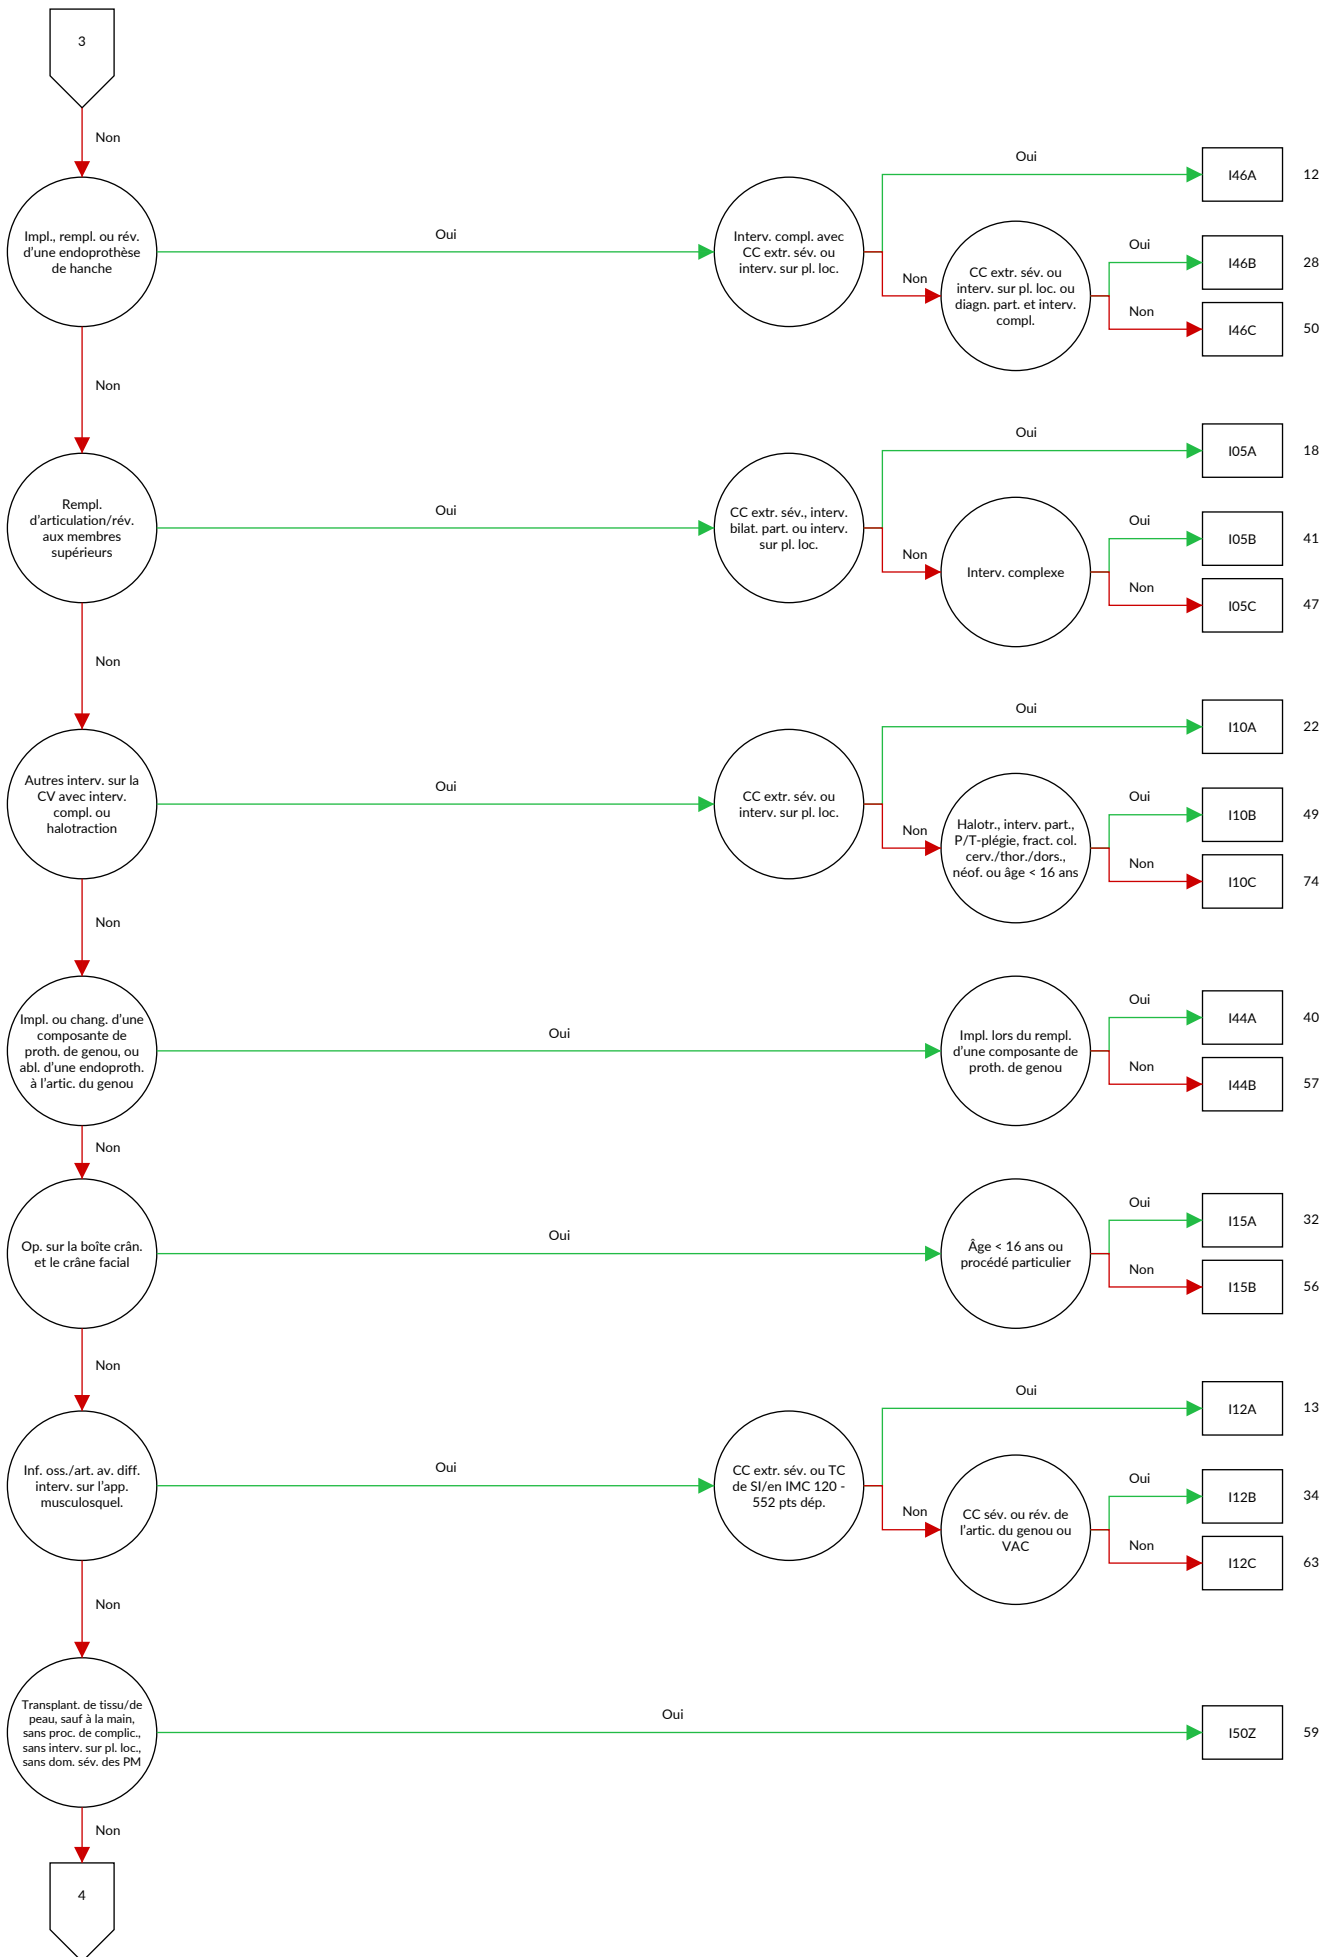 3
Non
Oui
I46A
12
Impl., rempl. ou rév.
d'une endoprothèse
de hanche
Oui
Interv. compl. avec
CC extr. sév. ou
interv. sur pl. loc.
Non
CC extr. sév. ou
interv. sur pl. loc. ou
diagn. part. et interv.
compl.
Oui
I46B
28
Non
I46C
50
Non
Oui
I05A
18
Rempl.
d'articulation/rév.
aux membres
supérieurs
Oui
CC extr. sév., interv.
bilat. part. ou interv.
sur pl. loc.
Non
Interv. complexe
Oui
I05B
41
Non
I05C
47
Non
Oui
I10A
22
Autres interv. sur la
CV avec interv.
compl. ou
halotraction
Oui
CC extr. sév. ou
interv. sur pl. loc.
Non
Halotr., interv. part.,
P/T-plégie, fract. col.
cerv./thor./dors.,
néof. ou âge < 16 ans
Oui
I10B
49
Non
I10C
74
Non
Impl. ou chang. d'une
composante de
proth. de genou, ou
abl. d'une endoproth.
à l'artic. du genou
Oui
Impl. lors du rempl.
d'une composante de
proth. de genou
Oui
I44A
40
Non
I44B
57
Non
Op. sur la boîte crân.
et le crâne facial
Oui
Âge < 16 ans ou
procédé particulier
Oui
I15A
32
Non
I15B
56
Non
Oui
I12A
13
Inf. oss./art. av. diff.
interv. sur l'app.
musculosquel.
Oui
CC extr. sév. ou TC
de SI/en IMC 120 -
552 pts dép.
Non
CC sév. ou rév. de
l'artic. du genou ou
VAC
Oui
I12B
34
Non
I12C
63
Non
Transplant. de tissu/de
peau, sauf à la main,
sans proc. de complic.,
sans interv. sur pl. loc.,
sans dom. sév. des PM
Oui
I50Z
59
Non
4